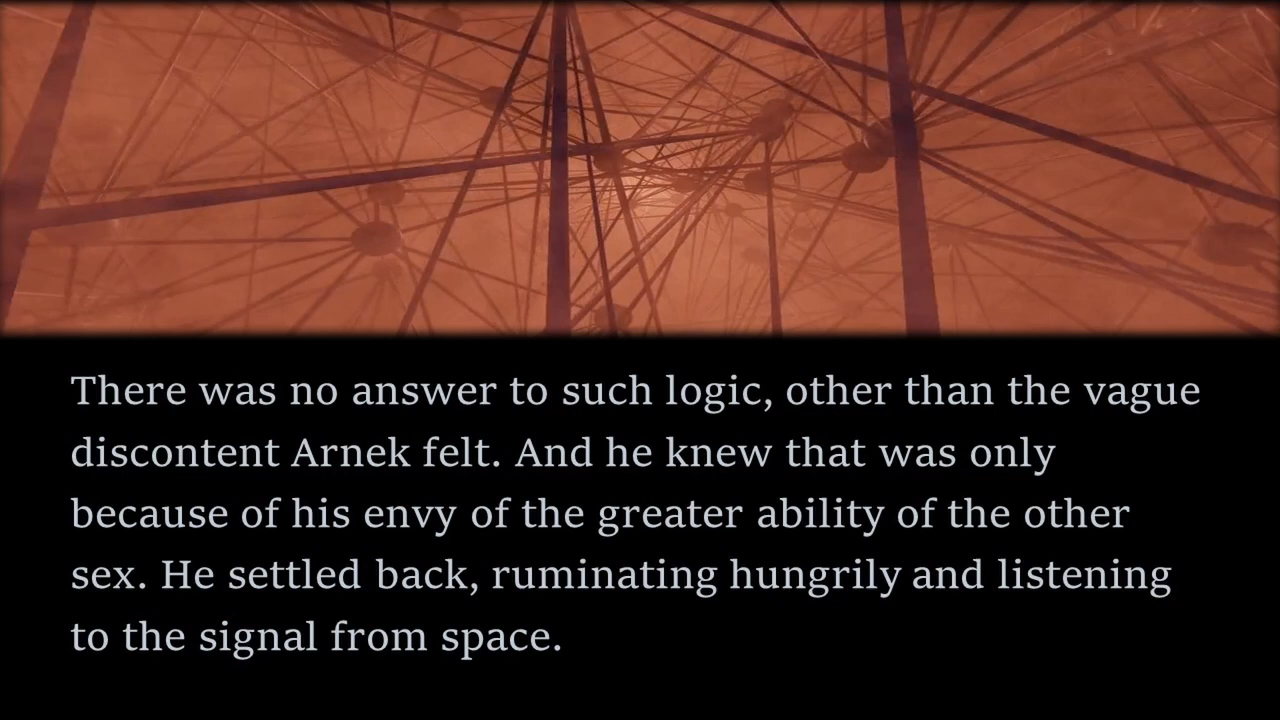 There was no answer to such logic, other than the vague
discontent Arnek felt. And he knew that was only
because of his envy of the greater ability of the other
sex. He settled back, ruminating hungrily and listening
to the signal from space.